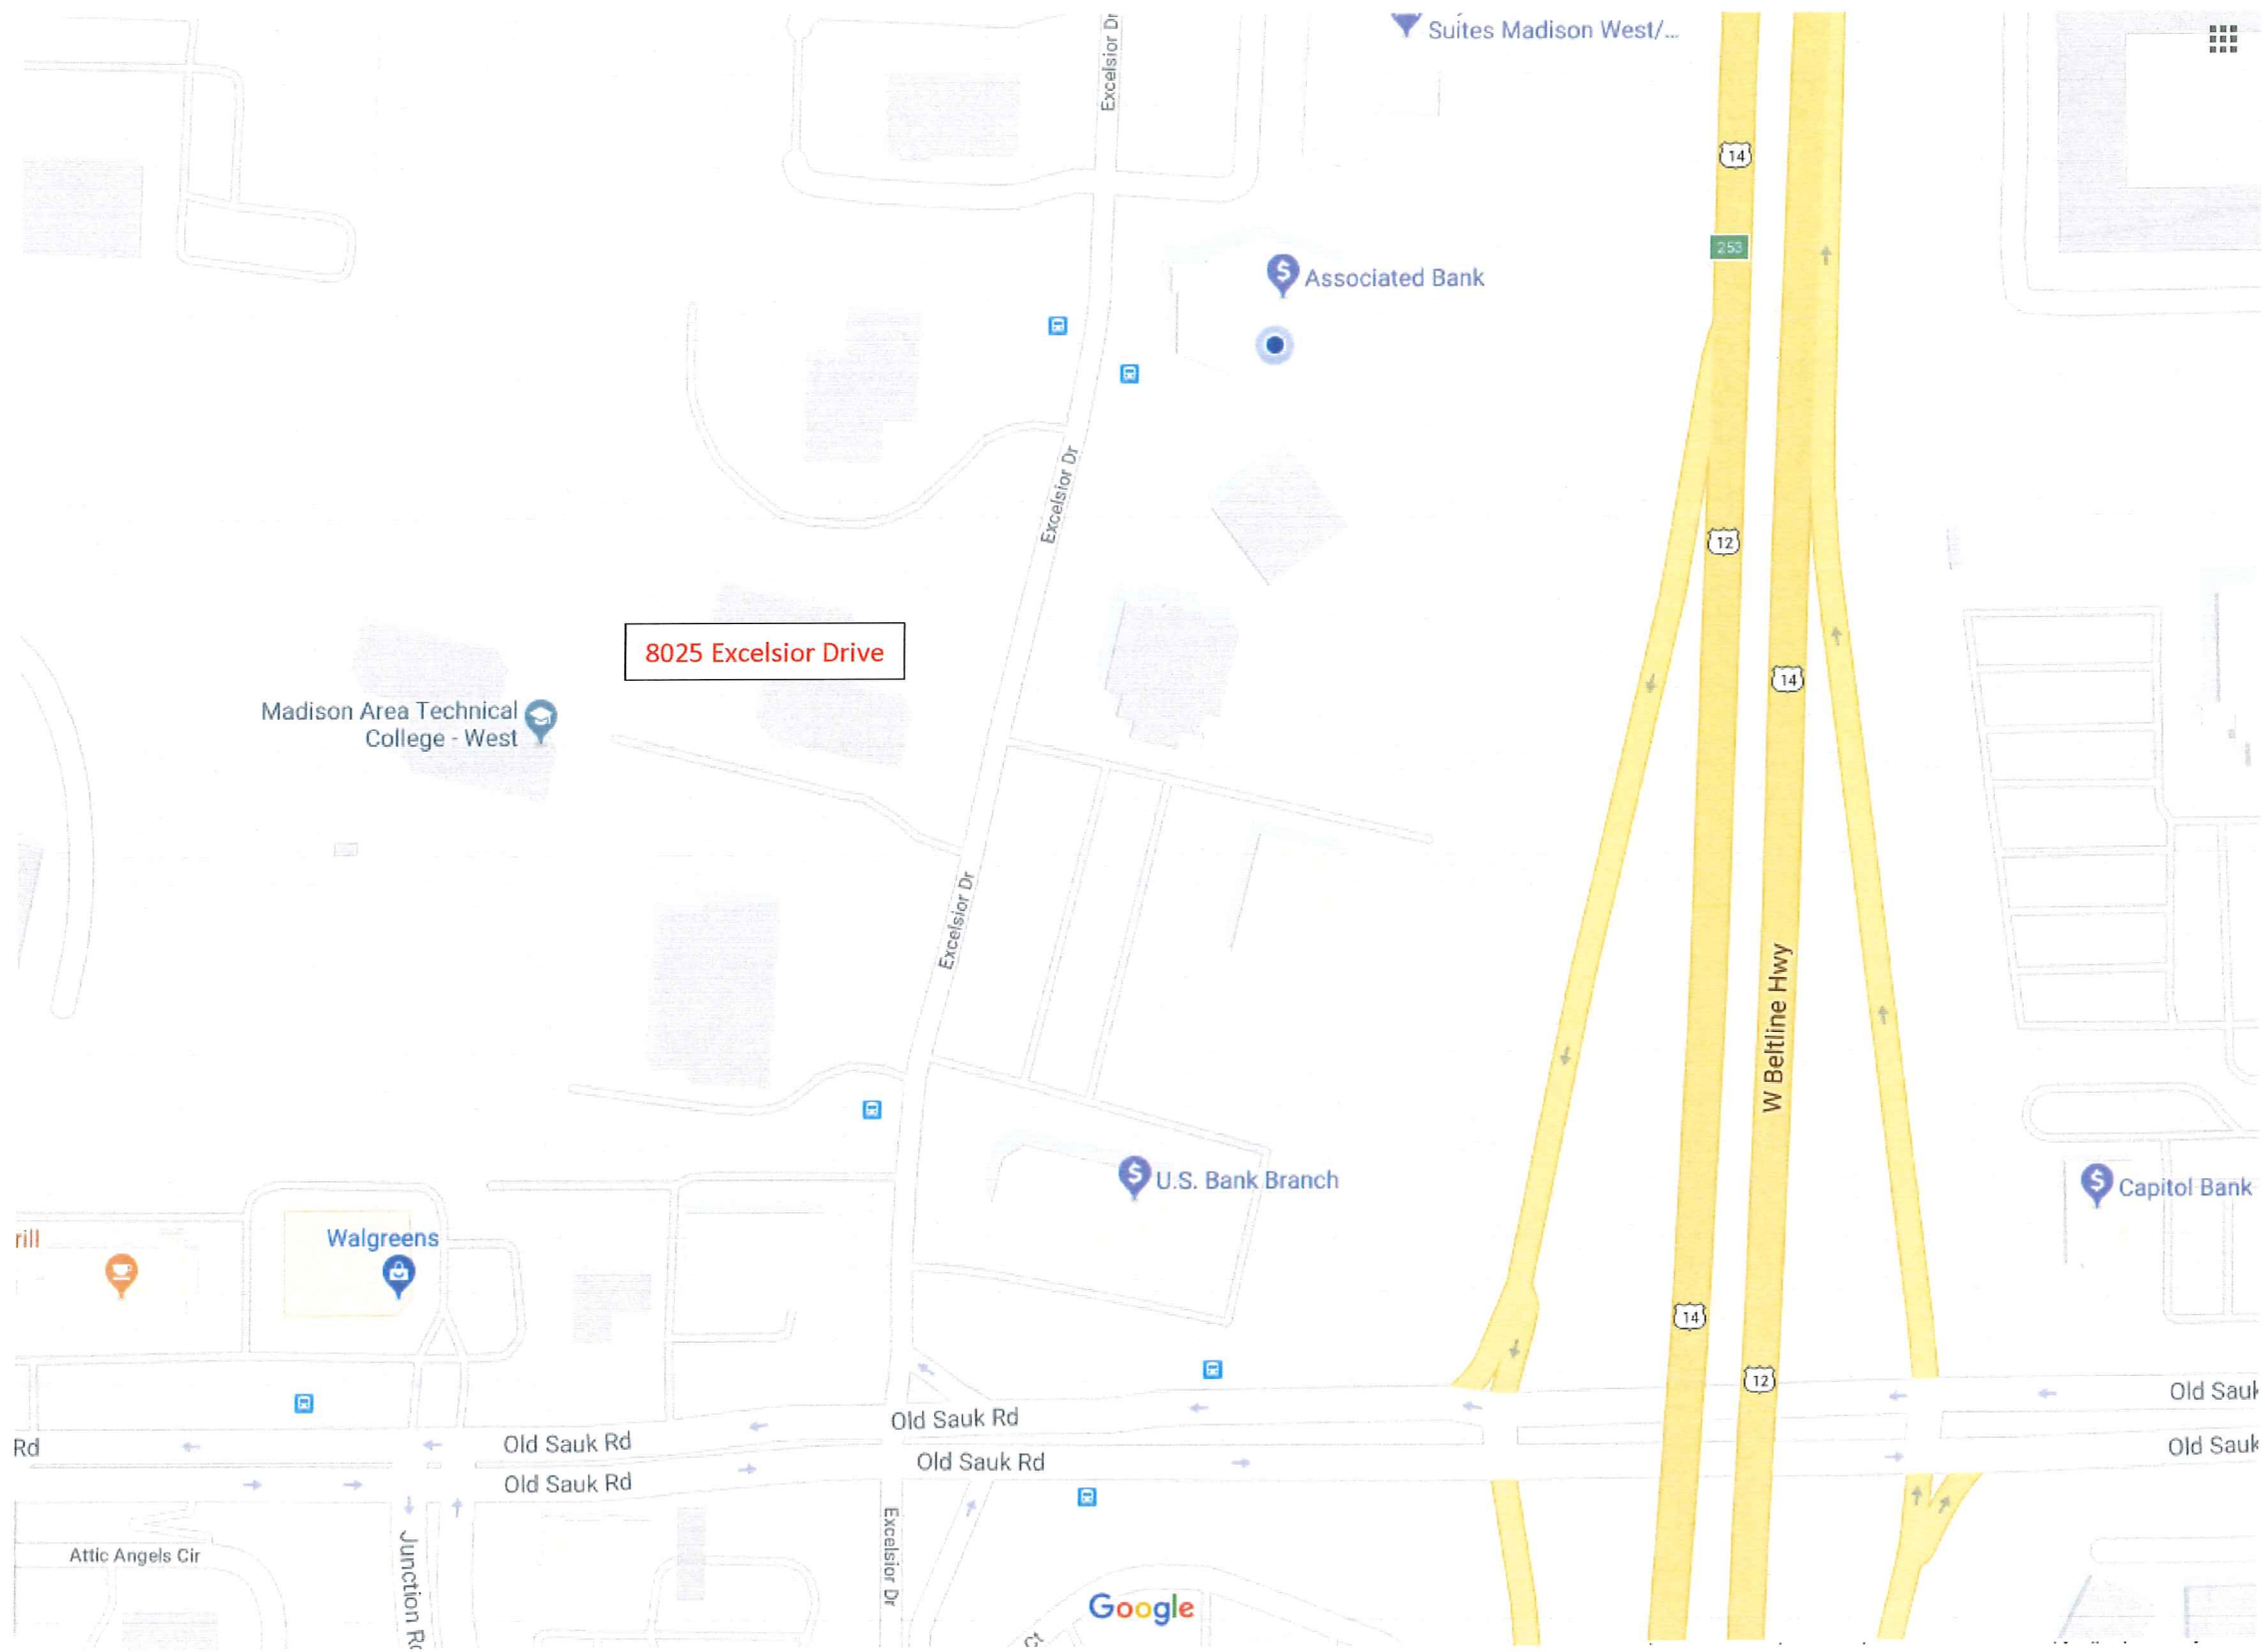 Excelsior Dr
Suites Madison West/...
14
253
Associated Bank
Excelsior Dr
12
8025 Excelsior Drive
14
Madison Area Technical
College - West
Excelsior Dr
W Beltline Hwy
U.S. Bank Branch
Capitol Bank
rill
Walgreens
14
12
Old Sauk
Old Sauk Rd
Rd
Old Sauk Rd
Old Sauk
Old Sauk Rd
Old Sauk Rd
Excelsior Dr
Junction Rd
Attic Angels Cir
Google
Ct